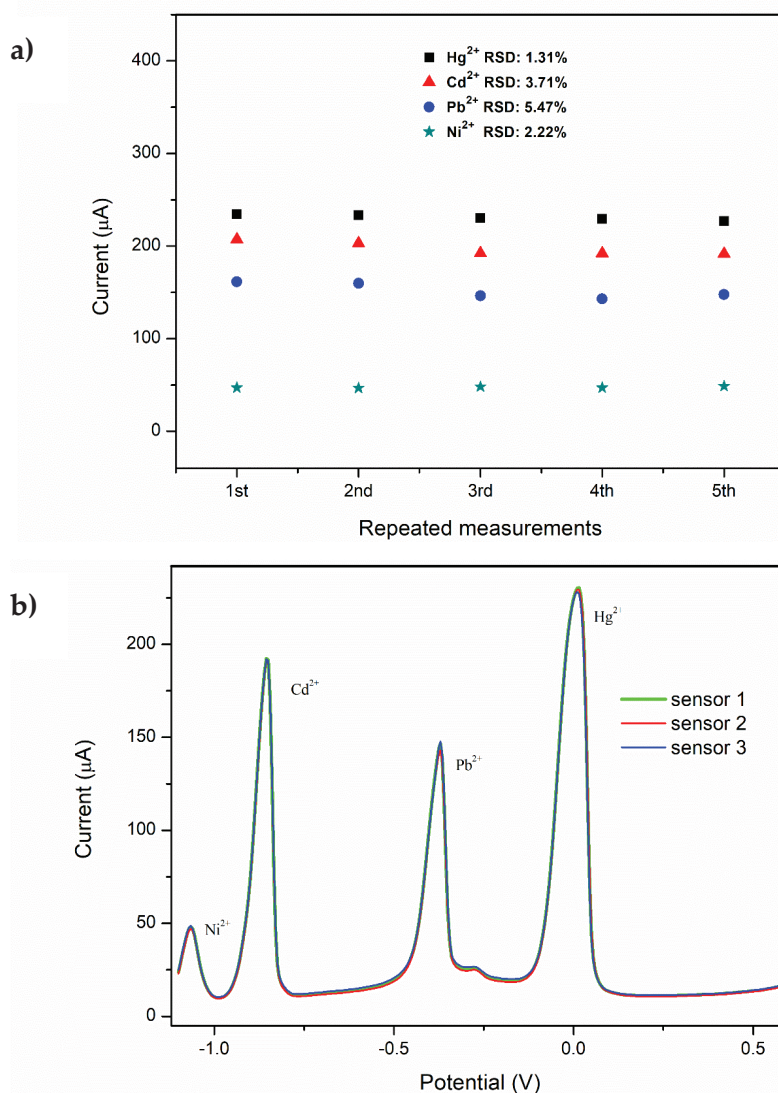 a)
Hg²⁺ RSD: 1.31%
Cd²⁺ RSD: 3.71%
Pb²⁺ RSD: 5.47%
Ni²⁺ RSD: 2.22%
400
300
200
100
0
Current (μA)
1st 2nd 3rd 4th 5th
Repeated measurements
b)
Hg²⁺
Cd²⁺
Pb²⁺
Ni²⁺
sensor 1
sensor 2
sensor 3
200
150
100
50
0
Current (μA)
-1.0 -0.5 0.0 0.5
Potential (V)